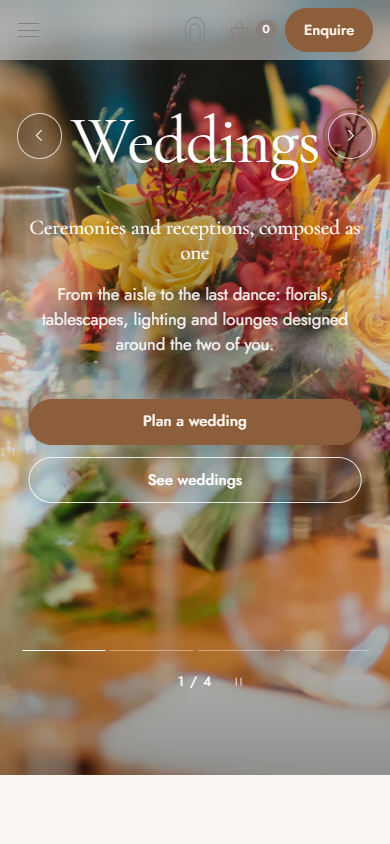 0
Enquire
Weddings
Ceremonies and receptions, composed as
one
From the aisle to the last dance: florals,
tablescapes, lighting and lounges designed
around the two of you.
Plan a wedding
See weddings
1 / 4